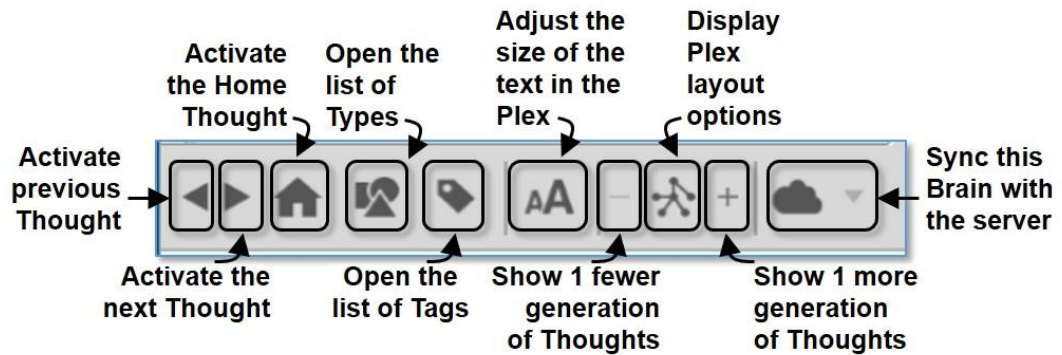 Activate
the Home
Thought
Open the
list of
Types
Adjust the
size of the
text in the
Plex
Display
Plex
layout
options
Activate
previous
Thought
AA
Sync this
Brain with
the server
Activate the
next Thought
Open the
list of Tags
Show 1 fewer
generation
of Thoughts
Show 1 more
generation
of Thoughts